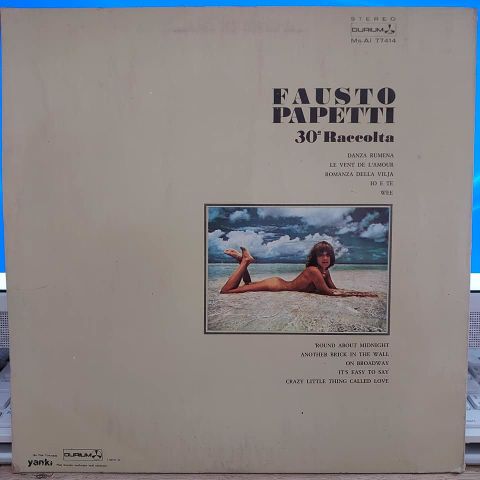 STEREO
DURIUM
Ms AI 77414
FAUSTO
PAPETTI
30ª Raccolta
DANZA RUMENA
LE VENT DE L'AMOUR
ROMANZA DELLA VILJA
IO E TE
WEE
'ROUND ABOUT MIDNIGHT
ANOTHER BRICK IN THE WALL
ON BROADWAY
IT'S EASY TO SAY
CRAZY LITTLE THING CALLED LOVE
yanki
DURIUM